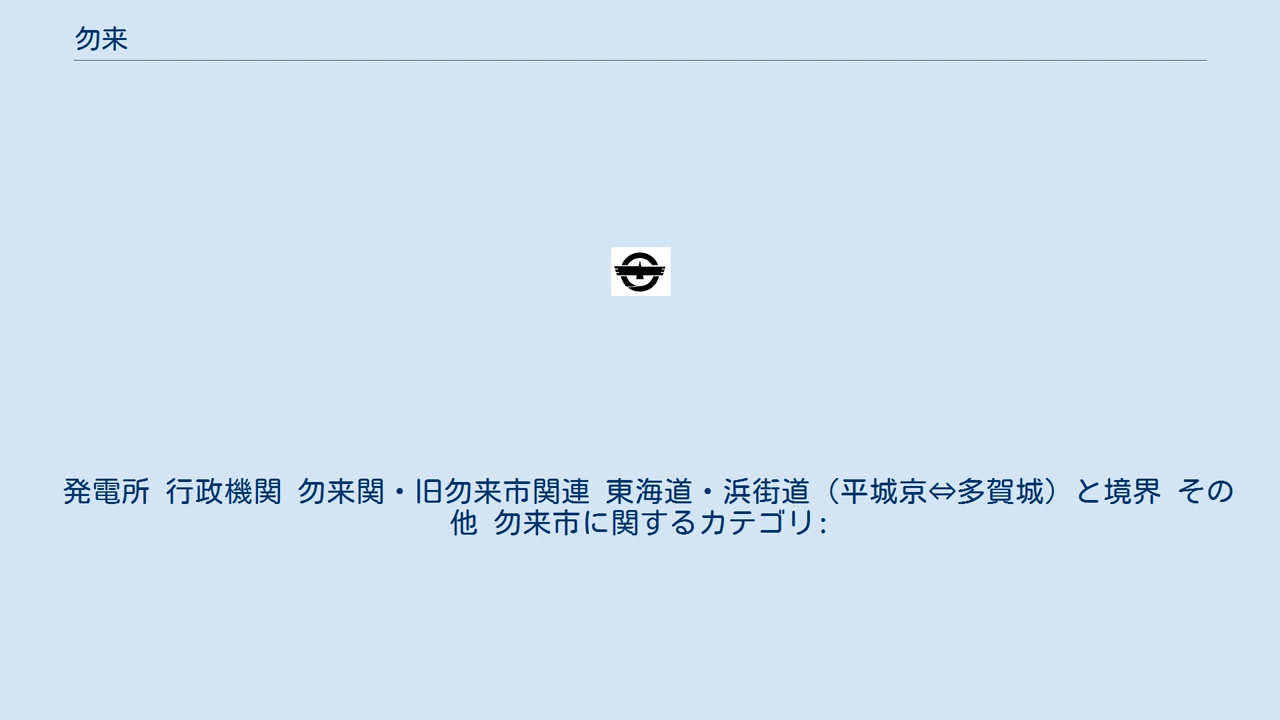 勿来
発電所 行政機関 勿来関・旧勿来市関連 東海道・浜街道（平城京⇔多賀城）と境界 その
他 勿来市に関するカテゴリ: